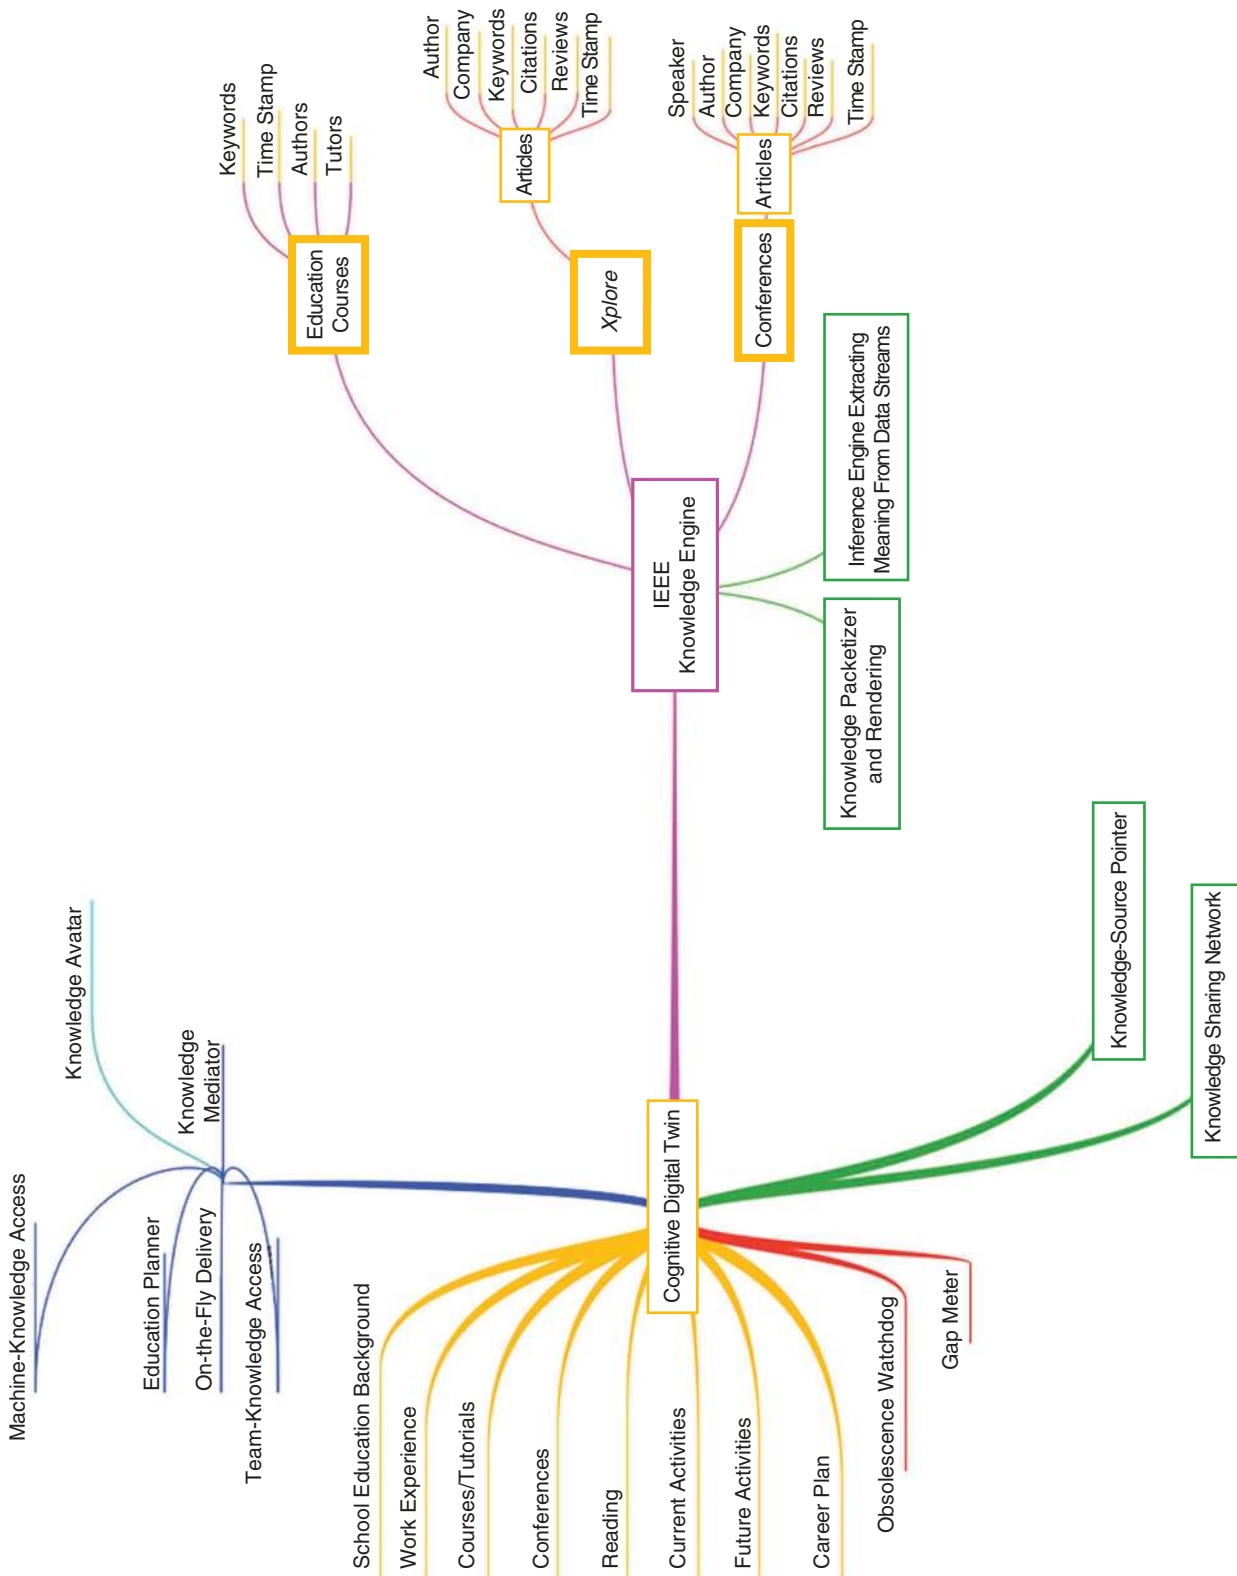 Machine-Knowledge Access
Education Planner
On-the-Fly Delivery
Team-Knowledge Access
Knowledge Avatar
Knowledge
Mediator
School Education Background
Work Experience
Courses/Tutorials
Conferences
Reading
Current Activities
Future Activities
Career Plan
Obsolescence Watchdog
Gap Meter
Cognitive Digital Twin
Knowledge-Source Pointer
Knowledge Sharing Network
IEEE
Knowledge Engine
Knowledge Packetizer
and Rendering
Inference Engine Extracting
Meaning From Data Streams
Education
Courses
Keywords
Time Stamp
Authors
Tutors
Xplore
Articles
Author
Company
Keywords
Citations
Reviews
Time Stamp
Conferences
Articles
Speaker
Author
Company
Keywords
Citations
Reviews
Time Stamp